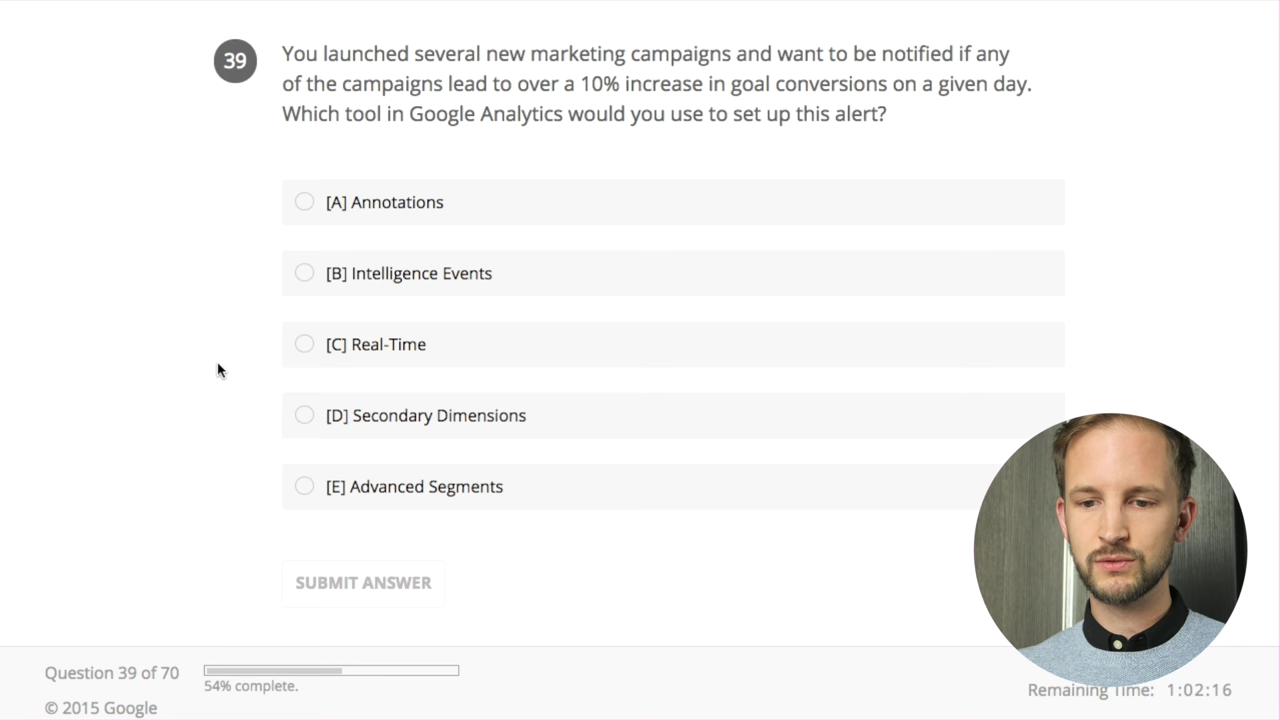 39
You launched several new marketing campaigns and want to be notified if any
of the campaigns lead to over a 10% increase in goal conversions on a given day.
Which tool in Google Analytics would you use to set up this alert?
[A] Annotations
[B] Intelligence Events
[C] Real-Time
[D] Secondary Dimensions
[E] Advanced Segments
SUBMIT ANSWER
Question 39 of 70
54% complete.
Remaining Time: 1:02:16
© 2015 Google